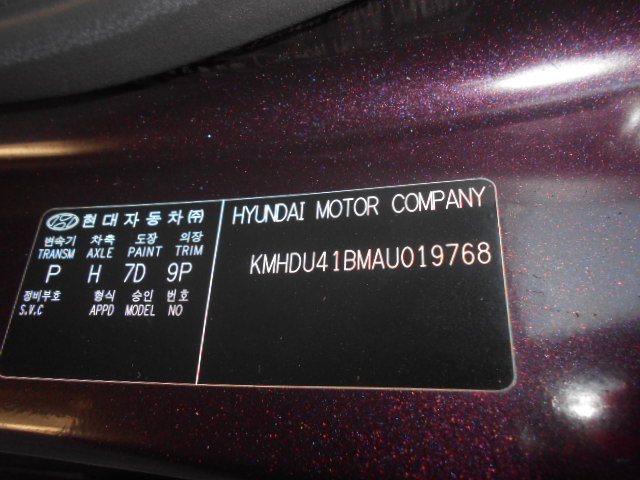 현대자동차㈜
변속기 차축 도장 의장
TRANSM AXLE PAINT TRIM
P H 7D 9P
정비부호 형식 승인 번호
S.V.C APPD MODEL NO
HYUNDAI MOTOR COMPANY
KMHDU41BMAU019768